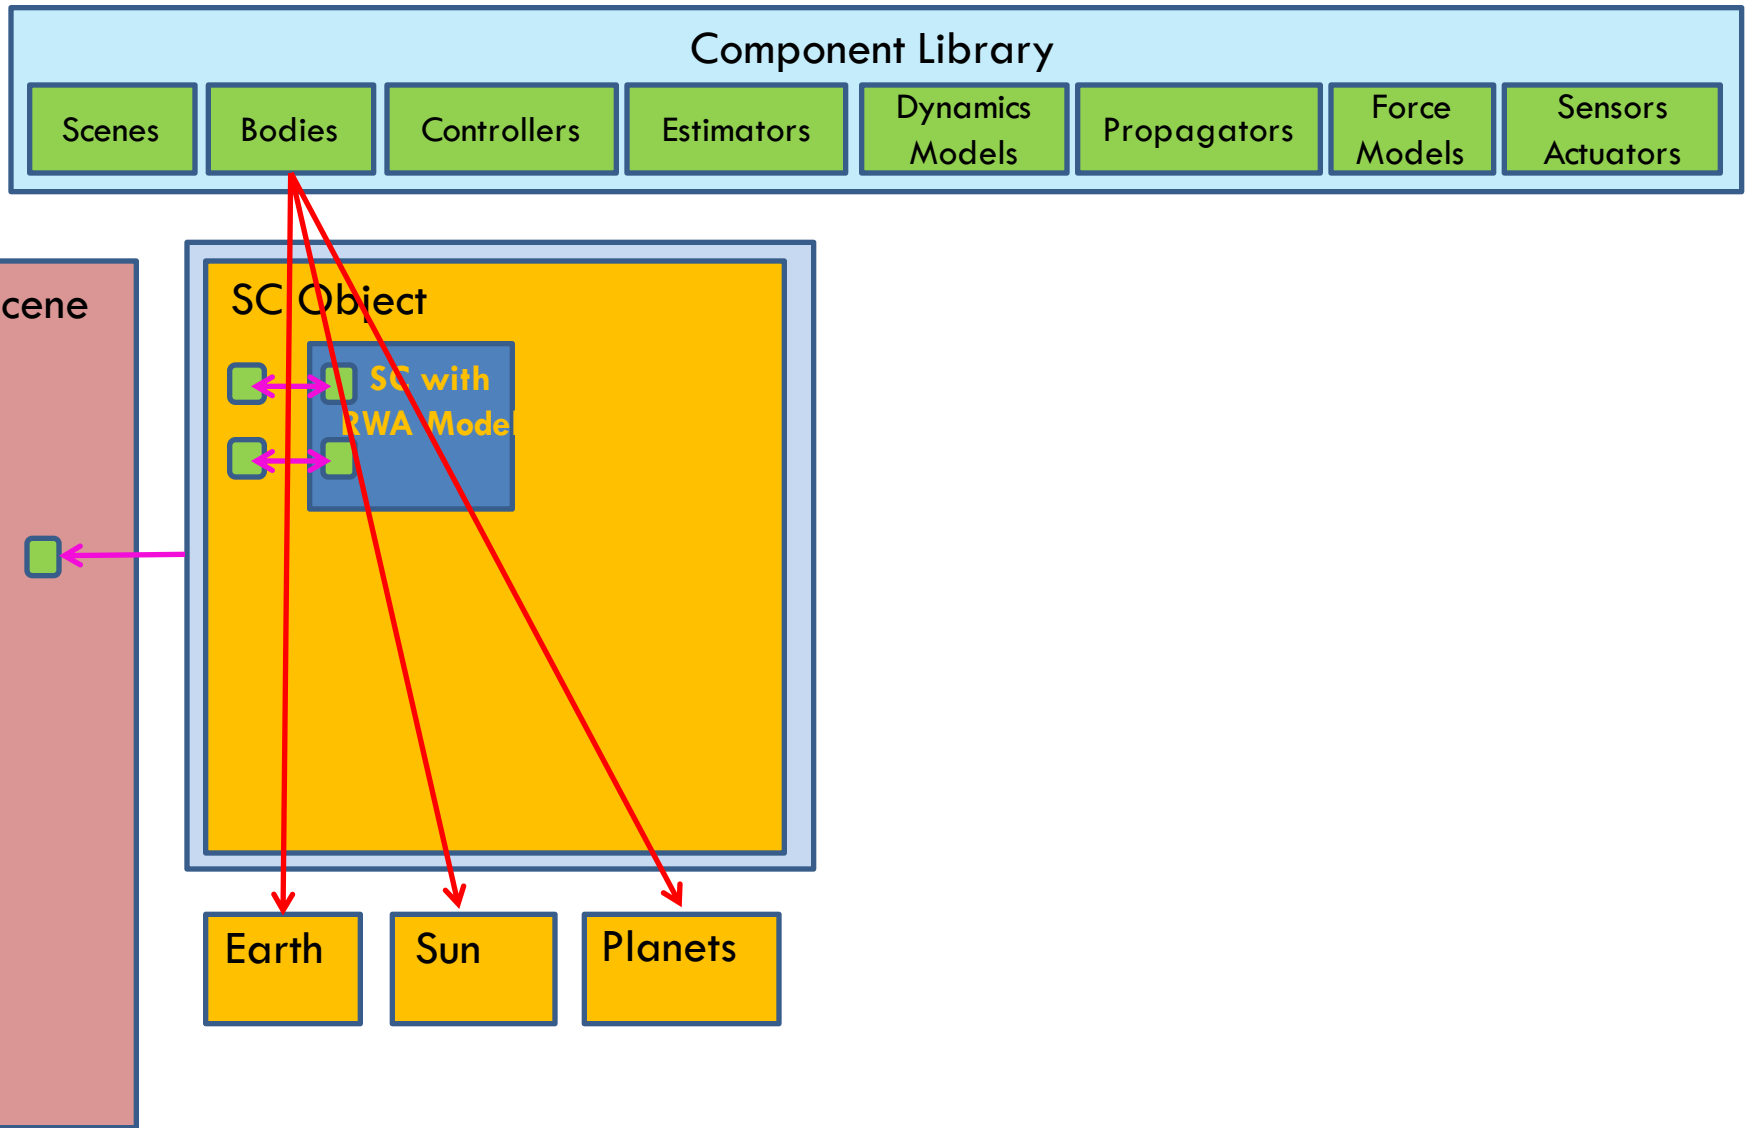 Component Library
Scenes
Bodies
Controllers
Estimators
Dynamics
Models
Propagators
Force
Models
Sensors
Actuators
cene
SC Object
SC with
RWA Model
Earth
Sun
Planets